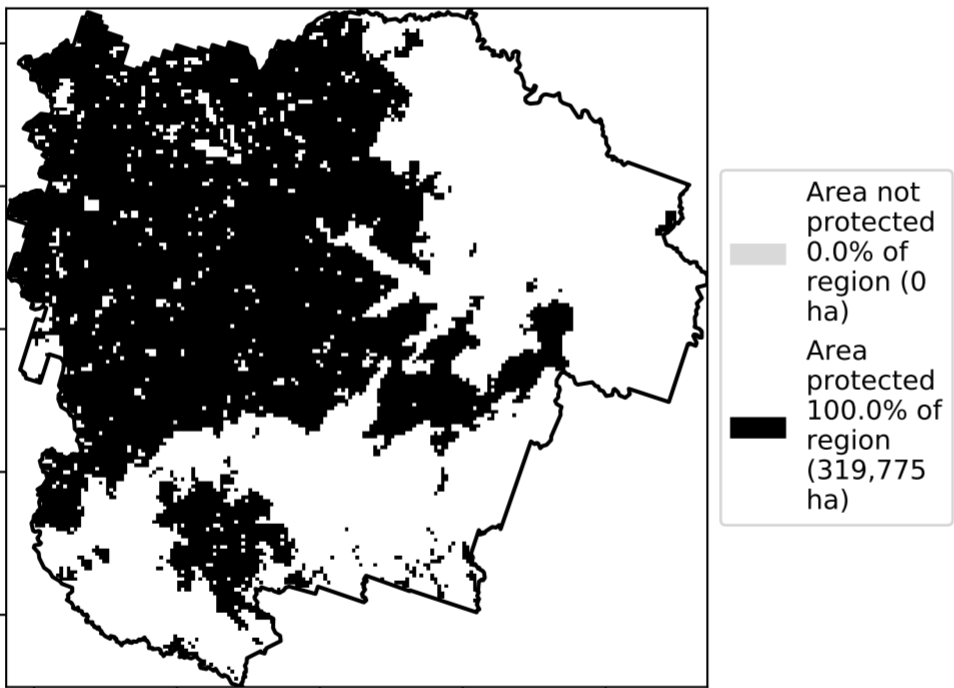 Area not
protected
0.0% of
region (0
ha)
Area
protected
100.0% of
region
(319,775
ha)